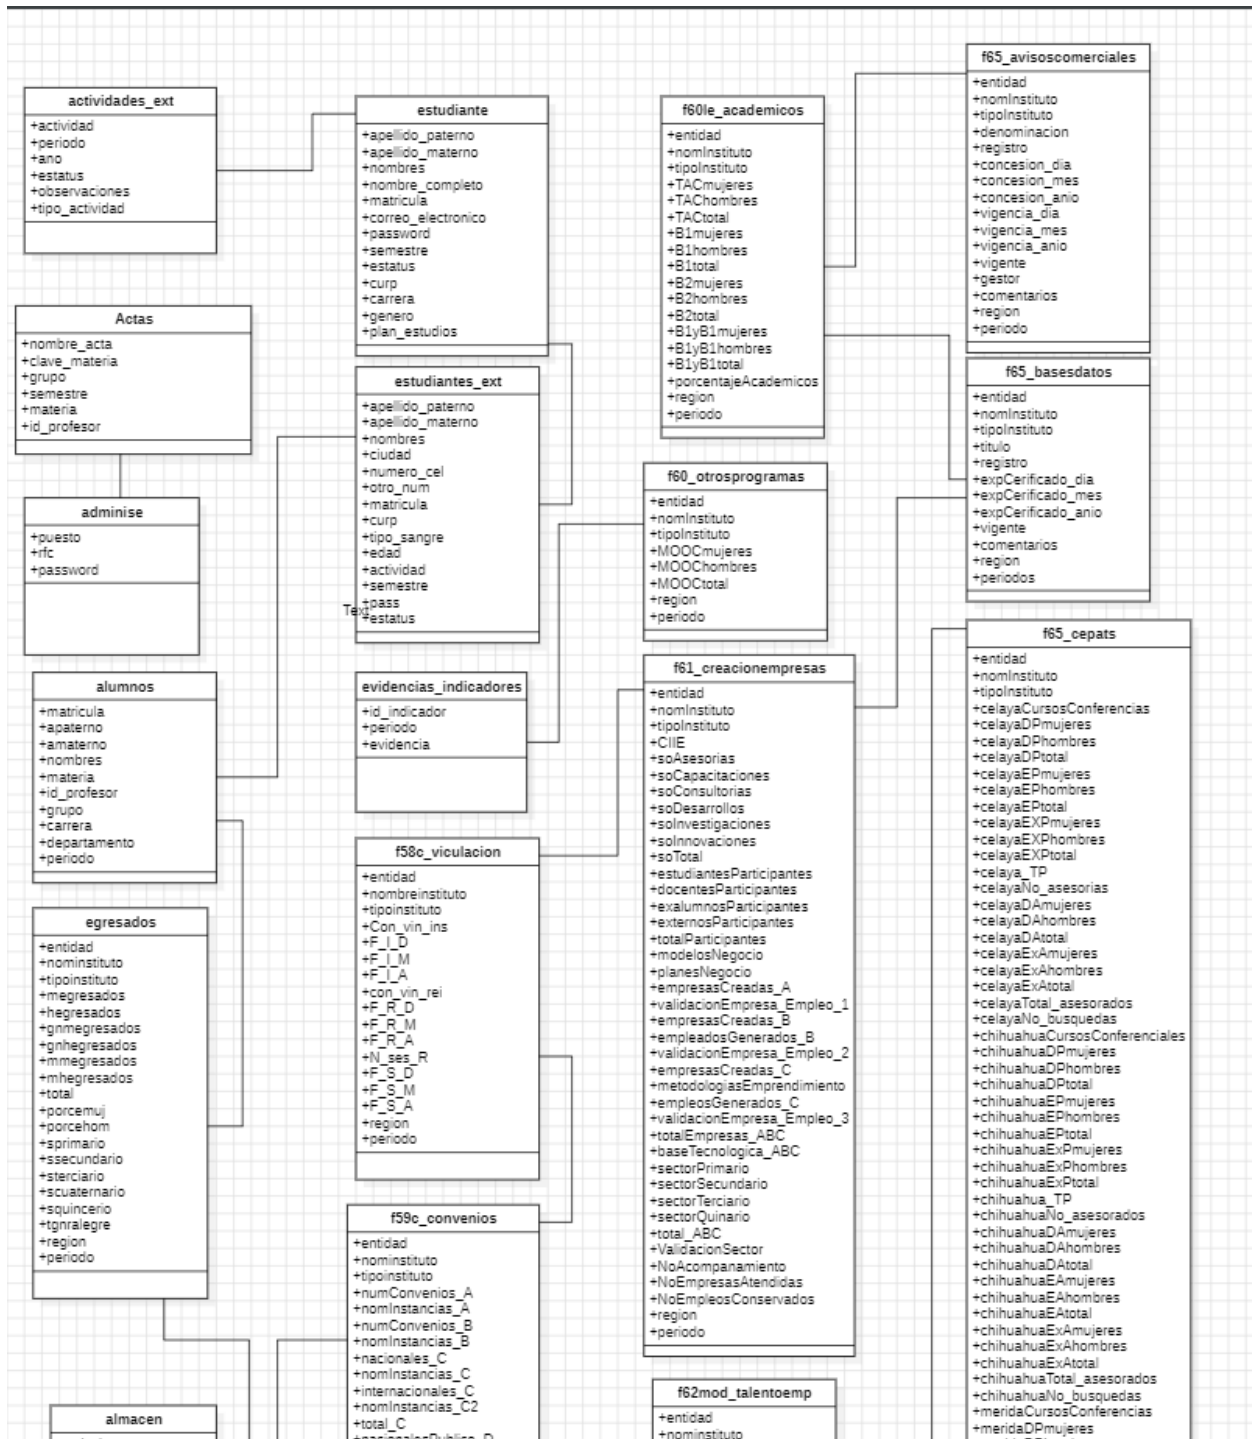 actividades_ext
+actividad
+periodo
+ano
+estatus
+observaciones
+tipo_actividad
Actas
+nombre_acta
+clave_materia
+grupo
+semestre
+materia
+id_profesor
adminise
+puesto
+rfc
+password
alumnos
+matricula
+apaterno
+amaterno
+nombres
+materia
+id_profesor
+grupo
+carrera
+departamento
+periodo
egresados
+entidad
+nominstituto
+tipoinstituto
+megresados
+hegresados
+gnmegresados
+gnhegresados
+mmegresados
+mhegresados
+total
+porcemuj
+porcehom
+sprimario
+ssecundario
+sterciario
+scuaternario
+squincerio
+tgnralegre
+region
+periodo
almacen
estudiante
+apellido_paterno
+apellido_materno
+nombres
+nombre_completo
+matricula
+correo_electronico
+password
+semestre
+estatus
+curp
+carrera
+genero
+plan_estudios
estudiantes_ext
+apellido_paterno
+apellido_materno
+nombres
+ciudad
+numero_cel
+otro_num
+matricula
+curp
+tipo_sangre
+edad
+actividad
+semestre
+pass
Text
+estatus
evidencias_indicadores
+id_indicador
+periodo
+evidencia
f58c_viculacion
+entidad
+nombreinstituto
+tipoinstituto
+Con_vin_ins
+F_I_D
+F_I_M
+F_I_A
+con_vin_rei
+F_R_D
+F_R_M
+F_R_A
+N_ses_R
+F_S_D
+F_S_M
+F_S_A
+region
+periodo
f59c_convenios
+entidad
+nominstituto
+tipoinstituto
+numConvenios_A
+nomInstancias_A
+numConvenios_B
+nomInstancias_B
+nacionales_C
+nomInstancias_C
+internacionales_C
+nomInstancias_C2
+total_C
+nacionalesPublico_D
f60le_academicos
+entidad
+nomInstituto
+tipoInstituto
+TACmujeres
+TAChombres
+TACtotal
+B1mujeres
+B1hombres
+B1total
+B2mujeres
+B2hombres
+B2total
+B1yB1mujeres
+B1yB1hombres
+B1yB1total
+porcentajeAcademicos
+region
+periodo
f60_otrosprogramas
+entidad
+nomInstituto
+tipoInstituto
+MOOCmujeres
+MOOChombres
+MOOCtotal
+region
+periodo
f61_creacionempresas
+entidad
+nomInstituto
+tipoInstituto
+CIIE
+soAsesorias
+soCapacitaciones
+soConsultorias
+soDesarrollos
+soInvestigaciones
+soInnovaciones
+soTotal
+estudiantesParticipantes
+docentesParticipantes
+exalumnosParticipantes
+externosParticipantes
+totalParticipantes
+modelosNegocio
+planesNegocio
+empresasCreadas_A
+validacionEmpresa_Empleo_1
+empresasCreadas_B
+empleadosGenerados_B
+validacionEmpresa_Empleo_2
+empresasCreadas_C
+metodologiasEmprendimiento
+empleosGenerados_C
+validacionEmpresa_Empleo_3
+totalEmpresas_ABC
+baseTecnologica_ABC
+sectorPrimario
+sectorSecundario
+sectorTerciario
+sectorQuinario
+total_ABC
+ValidacionSector
+NoAcompanamiento
+NoEmpresasAtendidas
+NoEmpleosConservados
+region
+periodo
f62mod_talentoemp
+entidad
+nominstituto
f65_avisoscomerciales
+entidad
+nomInstituto
+tipoInstituto
+denominacion
+registro
+concesion_dia
+concesion_mes
+concesion_anio
+vigencia_dia
+vigencia_mes
+vigencia_anio
+vigente
+gestor
+comentarios
+region
+periodo
f65_basesdatos
+entidad
+nomInstituto
+tipoInstituto
+titulo
+registro
+expCerificado_dia
+expCerificado_mes
+expCerificado_anio
+vigente
+comentarios
+region
+periodos
f65_cepats
+entidad
+nomInstituto
+tipoInstituto
+celayaCursosConferencias
+celayaDPmujeres
+celayaDPhombres
+celayaDPtotal
+celayaEPmujeres
+celayaEPhombres
+celayaEPtotal
+celayaEXPmujeres
+celayaEXPhombres
+celayaEXPtotal
+celaya_TP
+celayaNo_asesorias
+celayaDAmujeres
+celayaDAhombres
+celayaDAtotal
+celayaExAmujeres
+celayaExAhombres
+celayaExAtotal
+celayaTotal_asesorados
+celayaNo_busquedas
+chihuahuaCursosConferenciales
+chihuahuaDPmujeres
+chihuahuaDPhombres
+chihuahuaDPtotal
+chihuahuaEPmujeres
+chihuahuaEPhombres
+chihuahuaEPtotal
+chihuahuaExPmujeres
+chihuahuaExPhombres
+chihuahuaExPtotal
+chihuahua_TP
+chihuahuaNo_asesorados
+chihuahuaDAmujeres
+chihuahuaDAhombres
+chihuahuaDAtotal
+chihuahuaEAmujeres
+chihuahuaEAhombres
+chihuahuaEAtotal
+chihuahuaExAmujeres
+chihuahuaExAhombres
+chihuahuaExAtotal
+chihuahuaTotal_asesorados
+chihuahuaNo_busquedas
+meridaCursosConferencias
+meridaDPmujeres